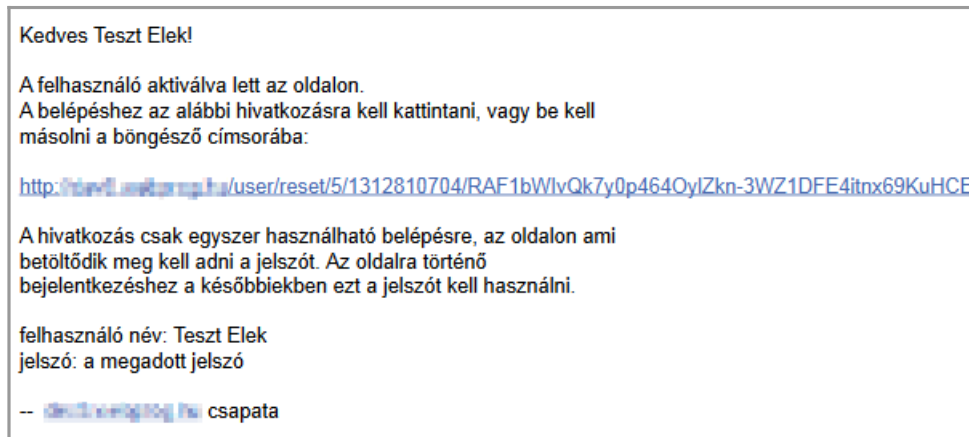 Kedves Teszt Elek!
A felhasználó aktiválva lett az oldalon.
A belépéshez az alábbi hivatkozásra kell kattintani, vagy be kell
másolni a böngésző címsorába:
http:/user/reset/5/1312810704/RAF1bWIvQk7y0p464OyIZkn-3WZ1DFE4itnx69KuHCE
A hivatkozás csak egyszer használható belépésre, az oldalon ami
betöltődik meg kell adni a jelszót. Az oldalra történő
bejelentkezéshez a későbbiekben ezt a jelszót kell használni.
felhasználó név: Teszt Elek
jelszó: a megadott jelszó
-- csapata